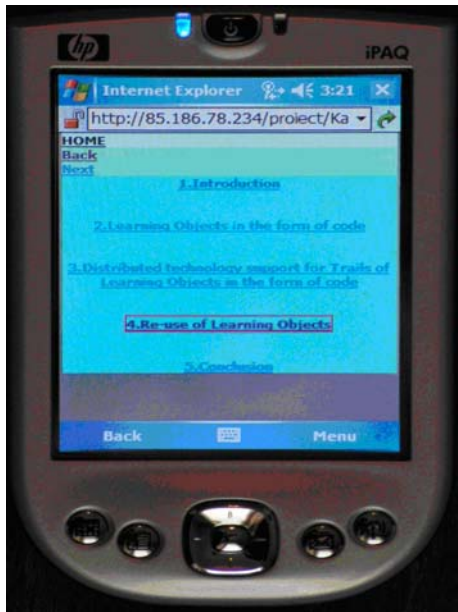 hp
iPAQ
Internet Explorer 3:21
http://85.186.78.234/project/Ka
HOME
Back
Next
1.Introduction
2.Learning Objects in the form of code
3.Distributed technology support for Trails of
Learning Objects in the form of code
4.Re-use of Learning Objects
5.Conclusion
Back Menu